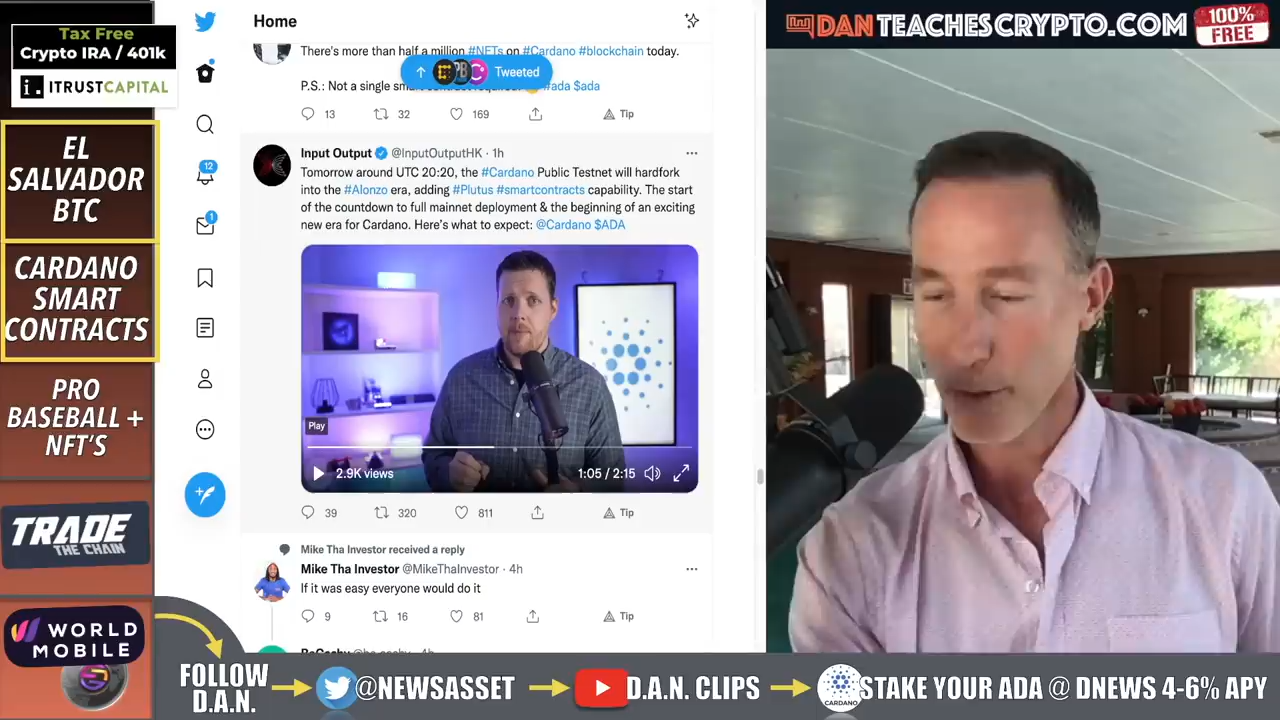 Tax Free
Crypto IRA / 401k
i. ITRUSTCAPITAL
EL
SALVADOR
BTC
CARDANO
SMART
CONTRACTS
PRO
BASEBALL +
NFT'S
TRADE
THE CHAIN
WORLD
MOBILE
Home
There's more than half a million #NFTs on #Cardano #blockchain today.
Tweeted
P.S.: Not a single smart contract required! #ada $ada
13 32 169 Tip
Input Output @InputOutputHK · 1h
Tomorrow around UTC 20:20, the #Cardano Public Testnet will hardfork
into the #Alonzo era, adding #Plutus #smartcontracts capability. The start
of the countdown to full mainnet deployment & the beginning of an exciting
new era for Cardano. Here's what to expect: @Cardano $ADA
Play
2.9K views 1:05 / 2:15
39 320 811 Tip
Mike Tha Investor received a reply
Mike Tha Investor @MikeThaInvestor · 4h
If it was easy everyone would do it
9 16 81 Tip
12
1
DANTEACHESCRYPTO.COM
100%
FREE
FOLLOW
D.A.N.
@NEWSASSET
D.A.N. CLIPS
CARDANO
STAKE YOUR ADA @ DNEWS 4-6% APY